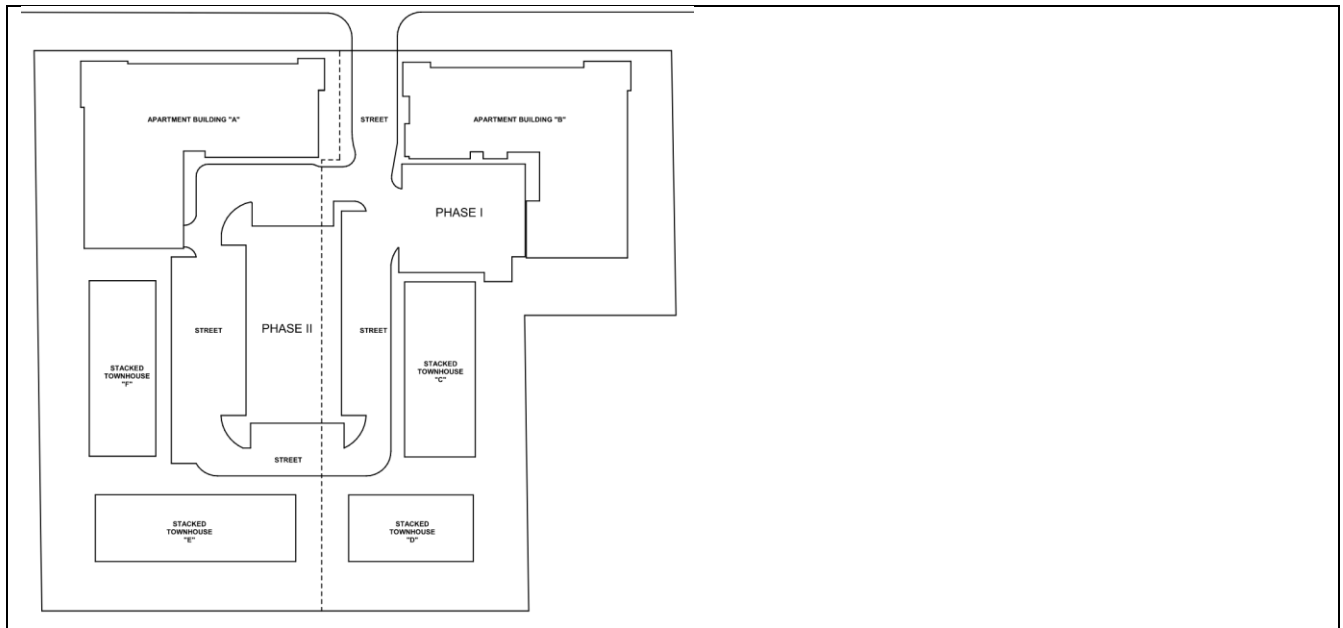 APARTMENT BUILDING "A"
STREET
APARTMENT BUILDING "B"
PHASE I
STREET
PHASE II
STREET
STACKED
TOWNHOUSE
"F"
STACKED
TOWNHOUSE
"C"
STREET
STACKED
TOWNHOUSE
"E"
STACKED
TOWNHOUSE
"D"